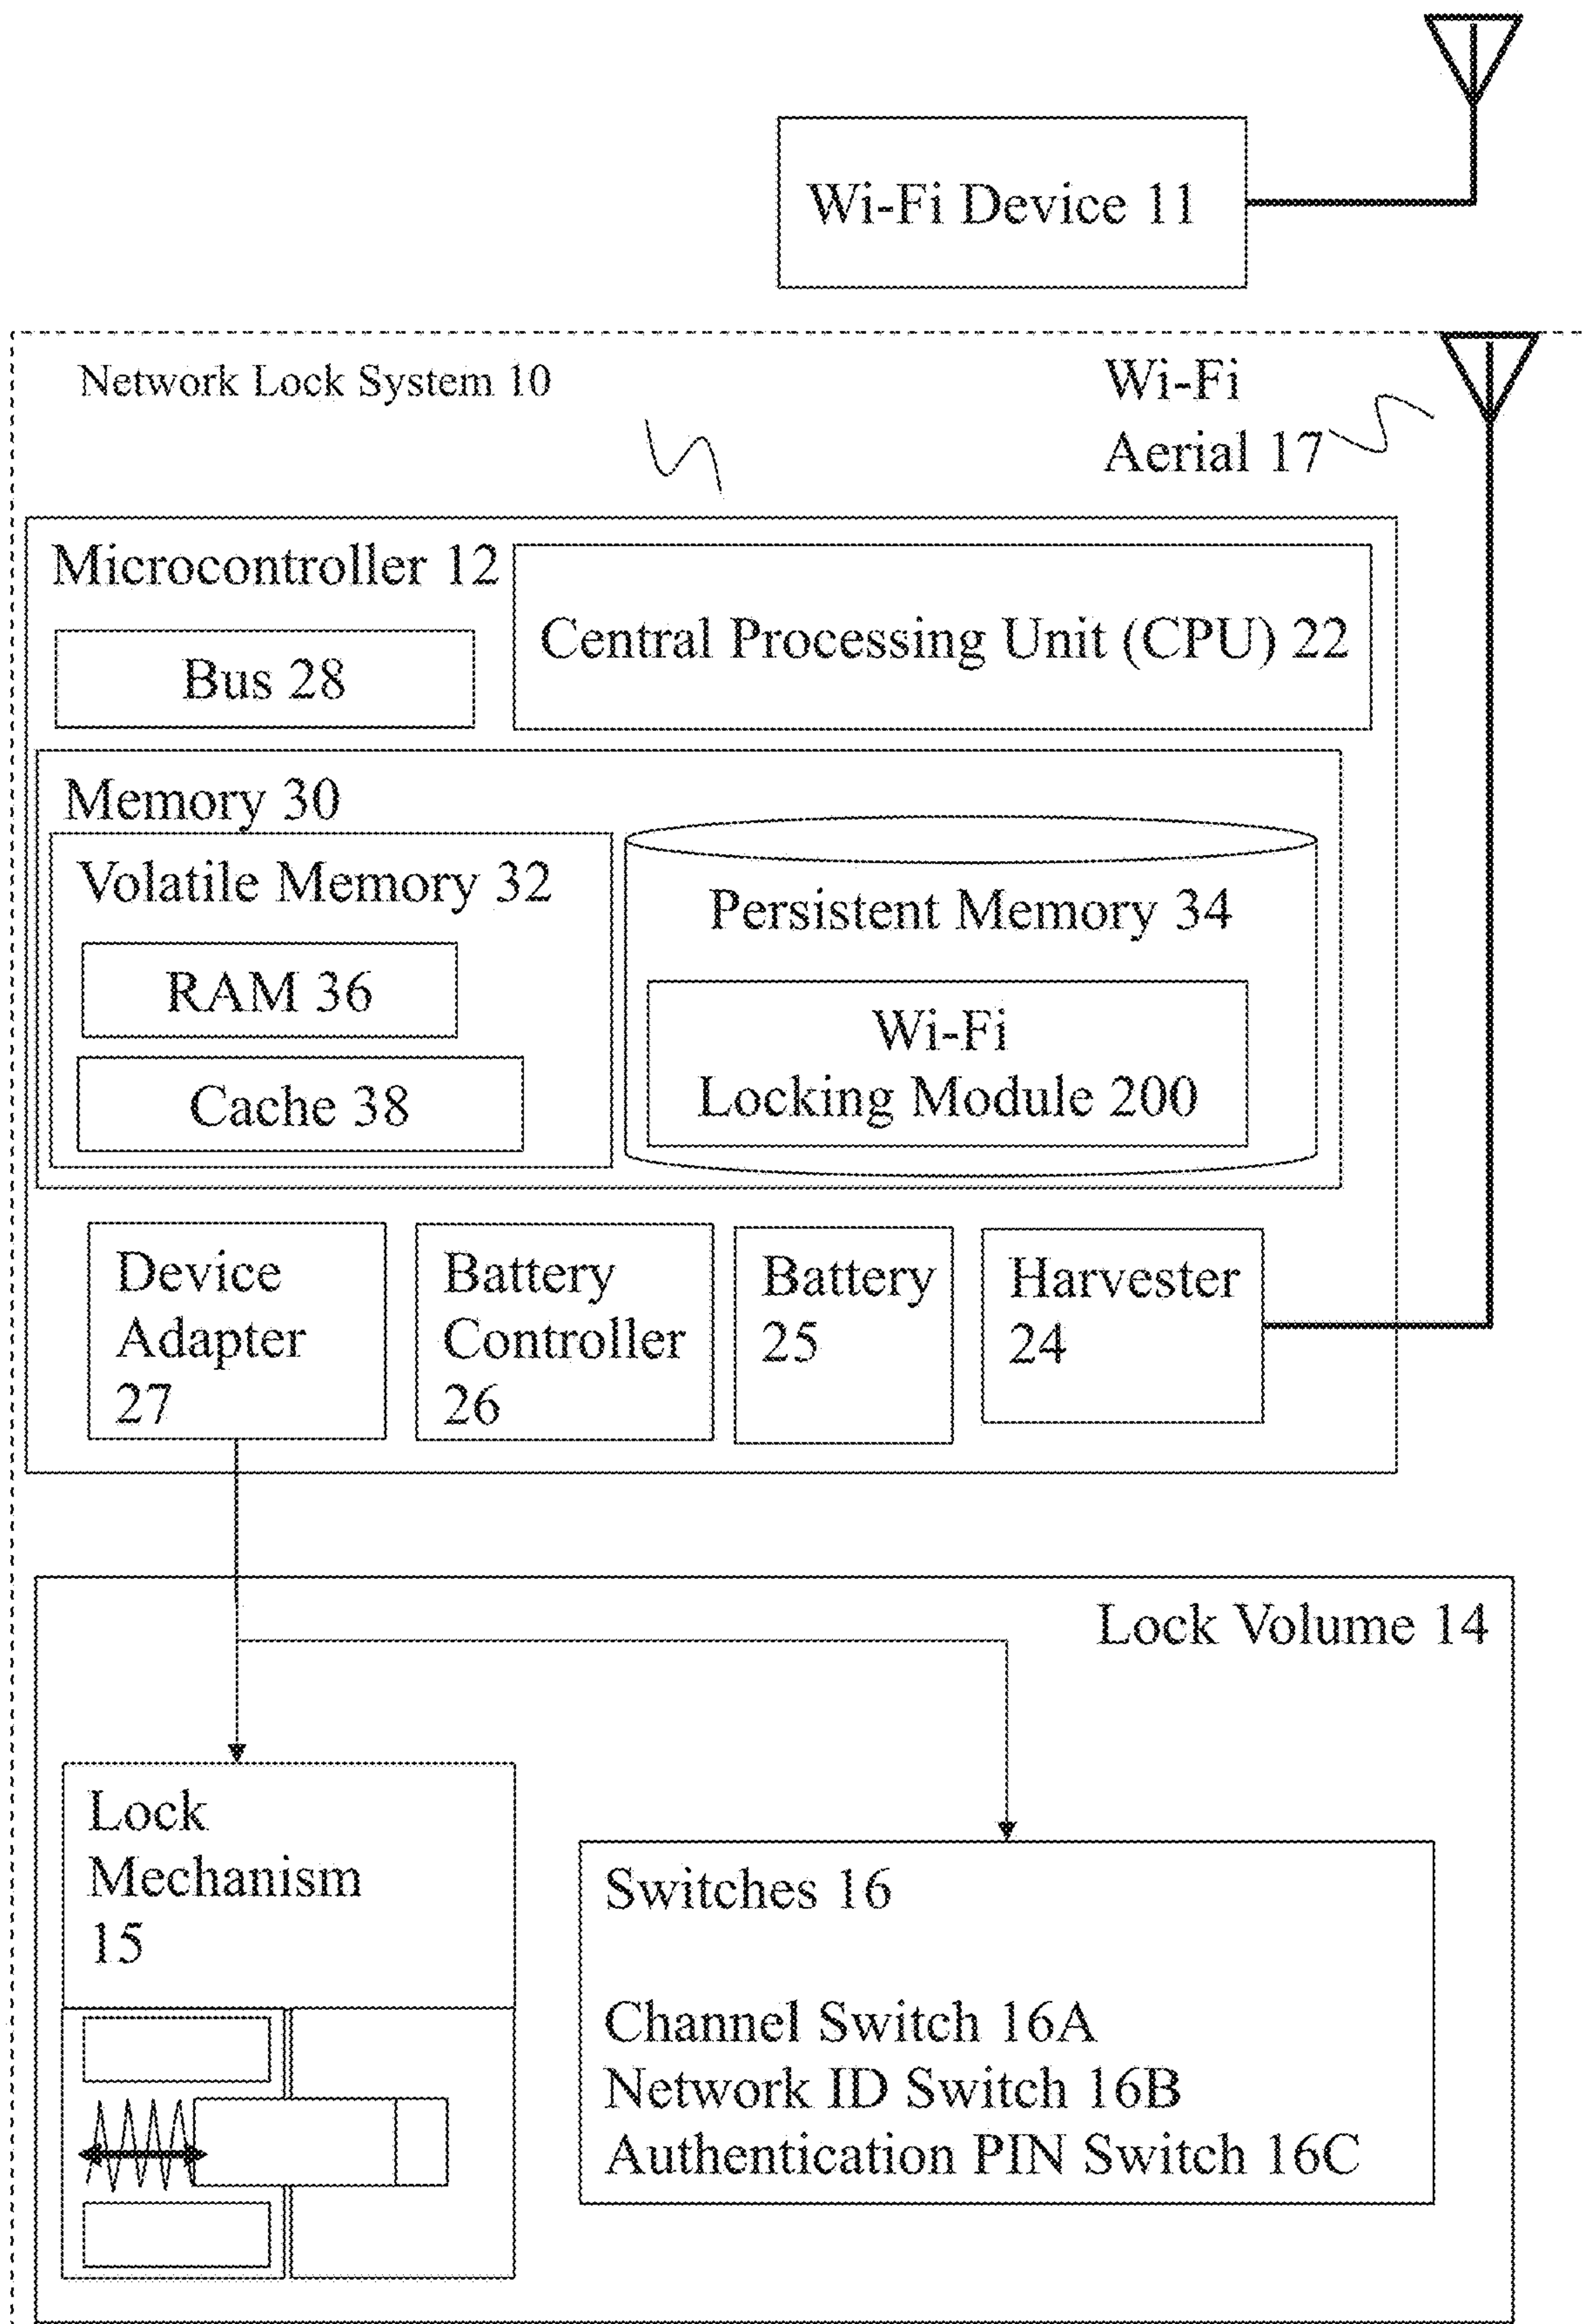 Wi-Fi Device 11
Network Lock System 10
Wi-Fi
Aerial 17
Microcontroller 12
Central Processing Unit (CPU) 22
Bus 28
Memory 30
Volatile Memory 32
RAM 36
Cache 38
Persistent Memory 34
Wi-Fi
Locking Module 200
Device
Adapter
27
Battery
Controller
26
Battery
25
Harvester
24
Lock Volume 14
Lock
Mechanism
15
Switches 16
Channel Switch 16A
Network ID Switch 16B
Authentication PIN Switch 16C